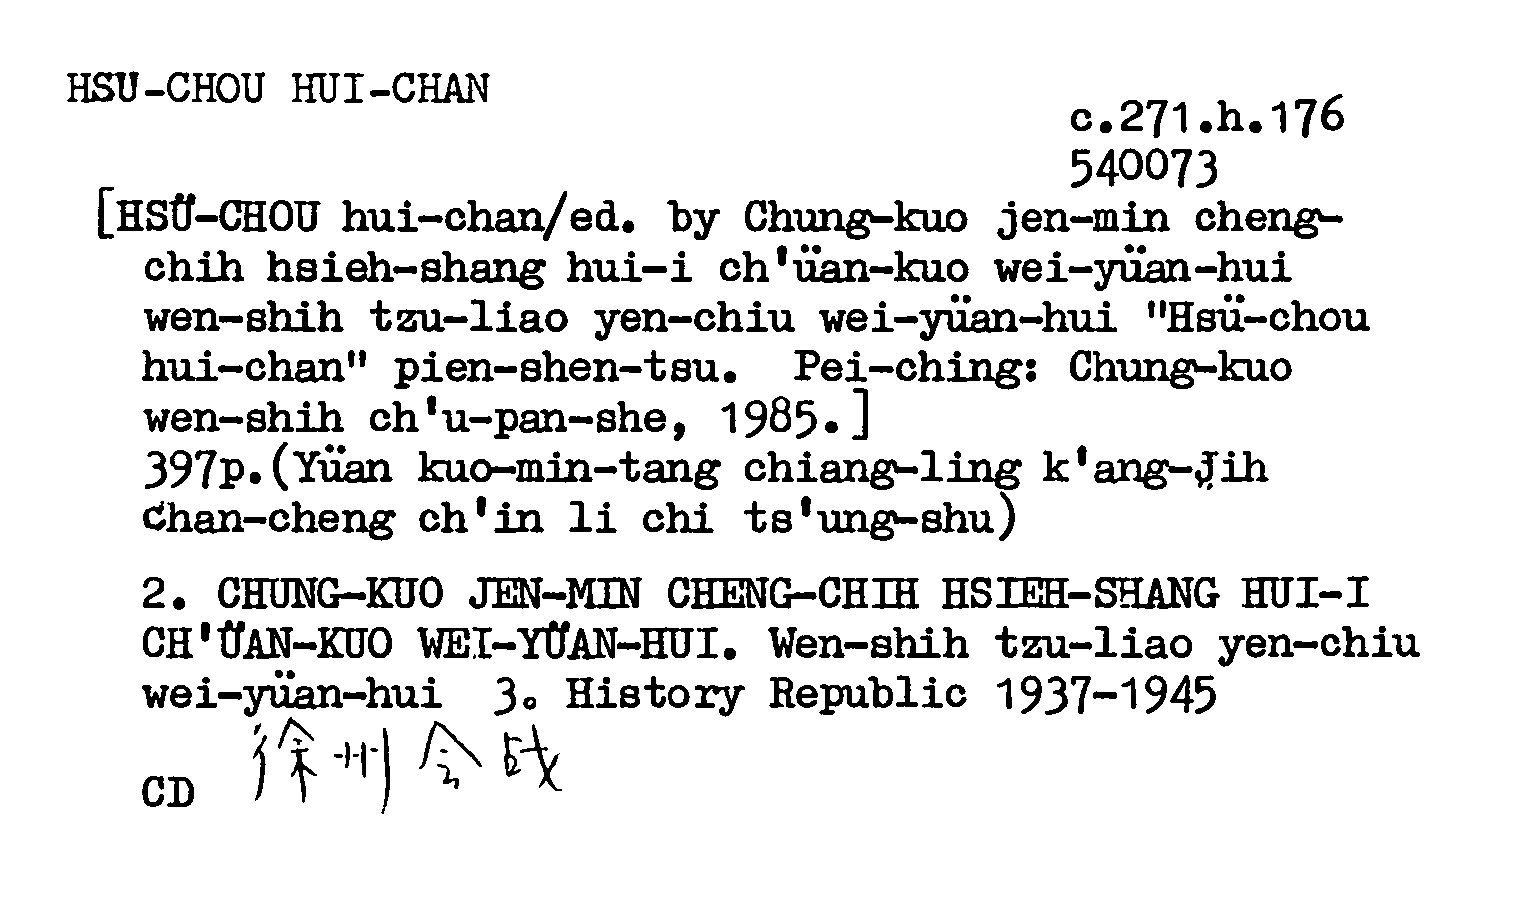 HSU-CHOU HUI-CHAN
c.271.h.176
540073
[HSÜ-CHOU hui-chan/ed. by Chung-kuo jen-min cheng-
chih hsieh-shang hui-i ch'üan-kuo wei-yüan-hui
wen-shih tzu-liao yen-chiu wei-yüan-hui "Hsü-chou
hui-chan" pien-shen-tsu. Pei-ching: Chung-kuo
wen-shih ch'u-pan-she, 1985.]
397p.(Yüan kuo-min-tang chiang-ling k'ang-Jih
Chan-cheng ch'in li chi ts'ung-shu)
2. CHUNG-KUO JEN-MIN CHENG-CHIH HSIEH-SHANG HUI-I
CH'ÜAN-KUO WEI-YÜAN-HUI. Wen-shih tzu-liao yen-chiu
wei-yüan-hui 3. History Republic 1937-1945
CD 徐州会战